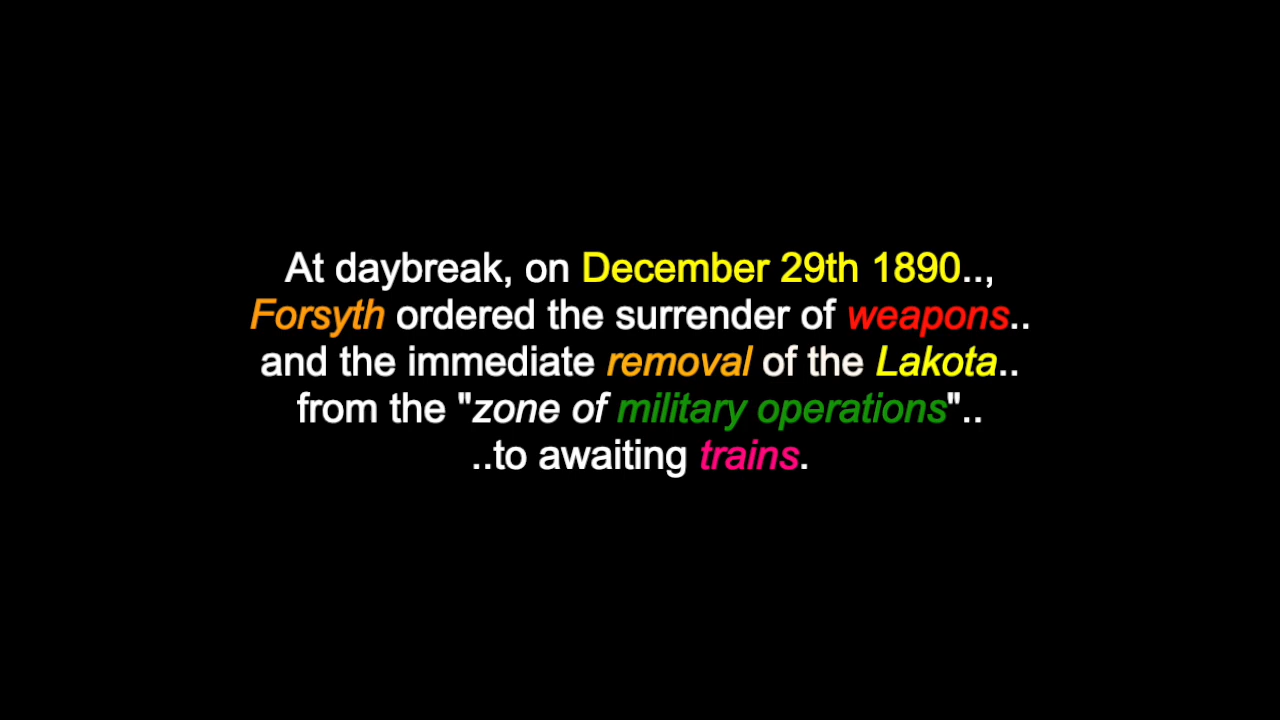 At daybreak, on December 29th 1890..,
Forsyth ordered the surrender of weapons..
and the immediate removal of the Lakota..
from the "zone of military operations"..
..to awaiting trains.